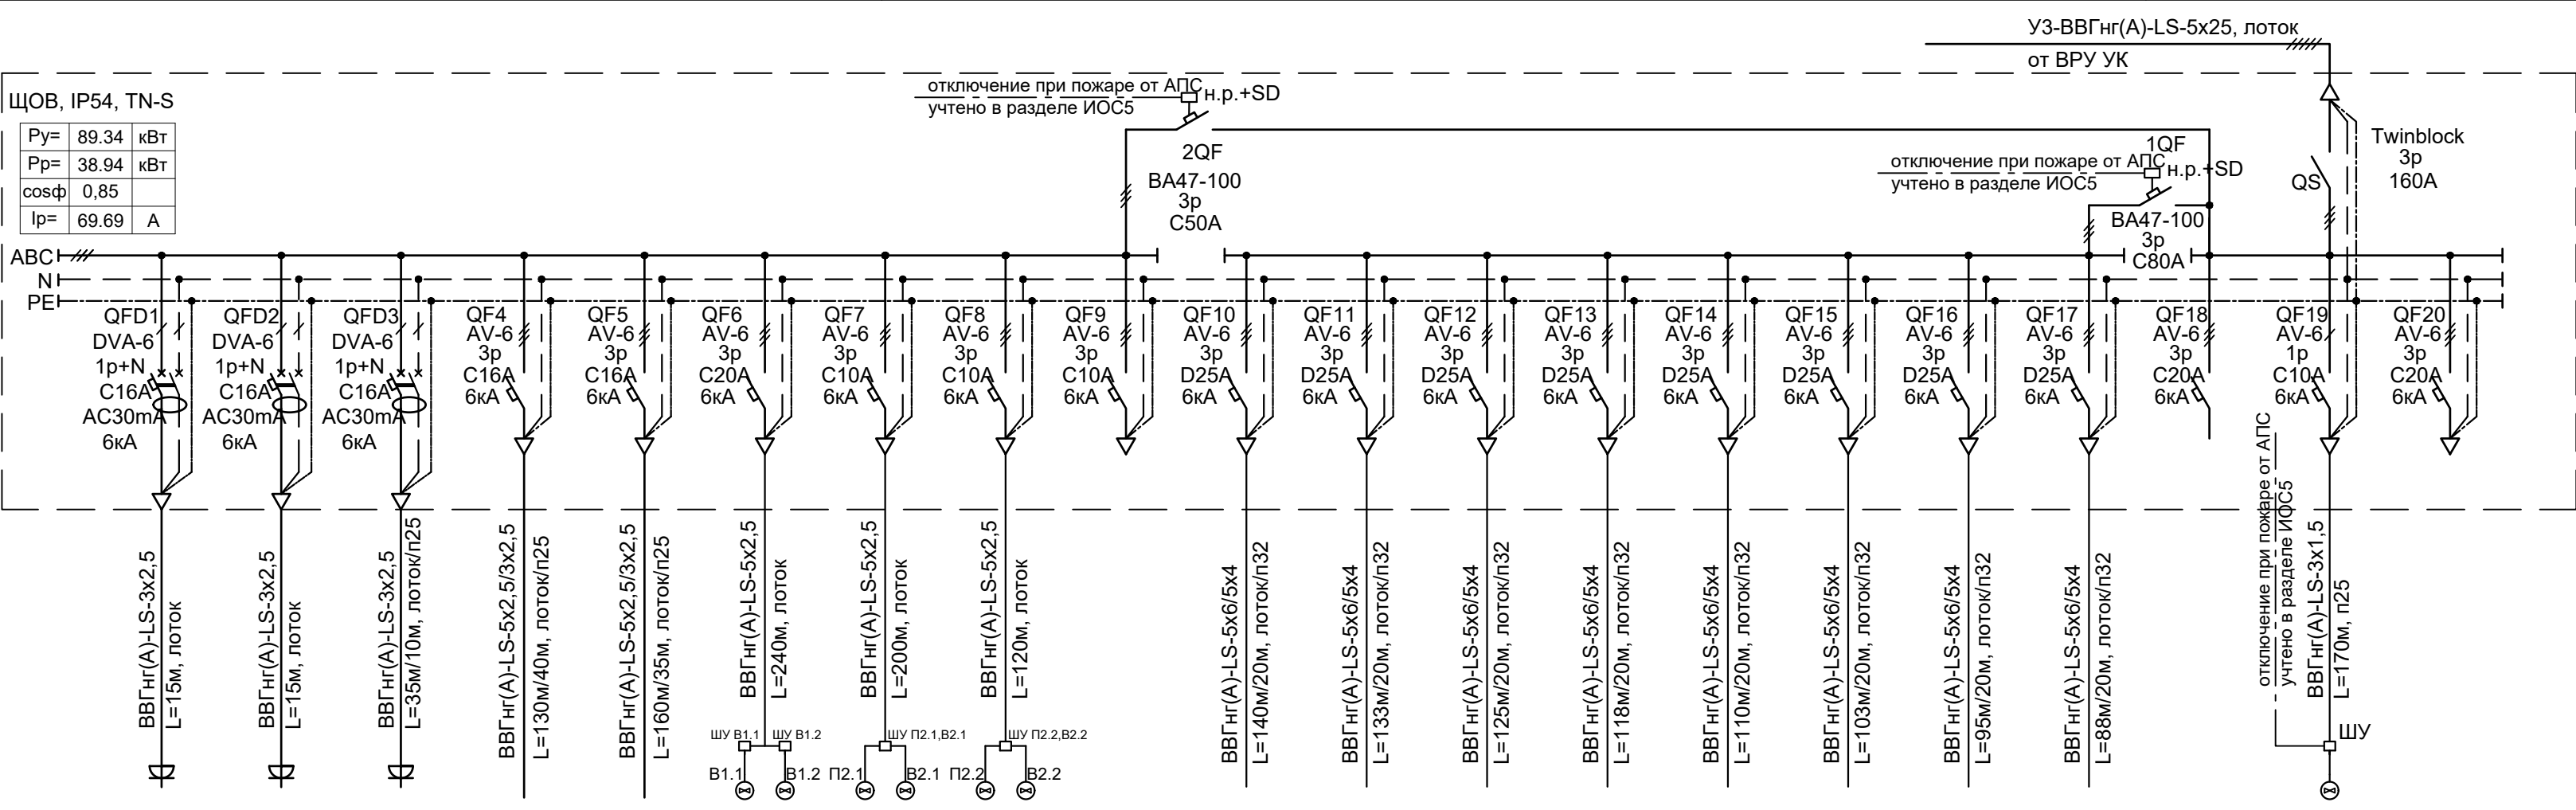 У3-ВВГнг(А)-LS-5х25, лоток
от ВРУ УК
ЩОВ, IP54, TN-S
Ру= 89.34 кВт
Рр= 38.94 кВт
cosф 0,85
Iр= 69.69 А
отключение при пожаре от АПС
учтено в разделе ИОС5
н.р.+SD
2QF
ВА47-100
3р
С50А
отключение при пожаре от АПС
учтено в разделе ИОС5
1QF
н.р.+SD
ВА47-100
3р
С80А
QS
Twinblock
3р
160А
ABC
N
PE
QFD1
DVA-6
1р+N
С16А
АС30mA
6кА
QFD2
DVA-6
1р+N
С16А
АС30mA
6кА
QFD3
DVA-6
1р+N
С16А
АС30mA
6кА
QF4
AV-6
3р
С16А
6кА
QF5
AV-6
3р
С16А
6кА
QF6
AV-6
3р
С20А
6кА
QF7
AV-6
3р
С10А
6кА
QF8
AV-6
3р
С10А
6кА
QF9
AV-6
3р
С10А
6кА
QF10
AV-6
3р
D25А
6кА
QF11
AV-6
3р
D25А
6кА
QF12
AV-6
3р
D25А
6кА
QF13
AV-6
3р
D25А
6кА
QF14
AV-6
3р
D25А
6кА
QF15
AV-6
3р
D25А
6кА
QF16
AV-6
3р
D25А
6кА
QF17
AV-6
3р
D25А
6кА
QF18
AV-6
3р
С20А
6кА
QF19
AV-6
1р
С10А
6кА
QF20
AV-6
3р
С20А
6кА
ВВГнг(А)-LS-3х2,5
L=15м, лоток
ВВГнг(А)-LS-3х2,5
L=15м, лоток
ВВГнг(А)-LS-3х2,5
L=35м/10м, лоток/п25
ВВГнг(А)-LS-5х2,5/3х2,5
L=130м/40м, лоток/п25
ВВГнг(А)-LS-5х2,5/3х2,5
L=160м/35м, лоток/п25
ВВГнг(А)-LS-5х2,5
L=240м, лоток
ВВГнг(А)-LS-5х2,5
L=200м, лоток
ВВГнг(А)-LS-5х2,5
L=120м, лоток
ВВГнг(А)-LS-5х6/5х4
L=140м/20м, лоток/п32
ВВГнг(А)-LS-5х6/5х4
L=133м/20м, лоток/п32
ВВГнг(А)-LS-5х6/5х4
L=125м/20м, лоток/п32
ВВГнг(А)-LS-5х6/5х4
L=118м/20м, лоток/п32
ВВГнг(А)-LS-5х6/5х4
L=110м/20м, лоток/п32
ВВГнг(А)-LS-5х6/5х4
L=103м/20м, лоток/п32
ВВГнг(А)-LS-5х6/5х4
L=95м/20м, лоток/п32
ВВГнг(А)-LS-5х6/5х4
L=88м/20м, лоток/п32
отключение при пожаре от АПС
учтено в разделе ИОС5
ВВГнг(А)-LS-3х1,5
L=170м, п25
ШУ В1.1
ШУ В1.2
ШУ П2.1,В2.1
ШУ П2.2,В2.2
ШУ
В1.1
В1.2
П2.1
В2.1
П2.2
В2.2